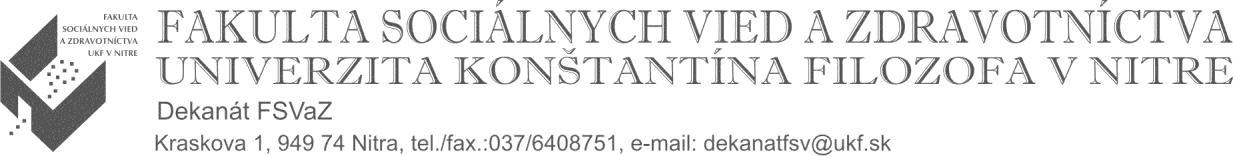 FAKULTA
SOCIÁLNYCH VIED
A ZDRAVOTNÍCTVA
UKF V NITRE
FAKULTA SOCIÁLNYCH VIED A ZDRAVOTNÍCTVA
UNIVERZITA KONŠTANTÍNA FILOZOFA V NITRE
Dekanát FSVaZ
Kraskova 1, 949 74 Nitra, tel./fax.:037/6408751, e-mail: dekanatfsv@ukf.sk